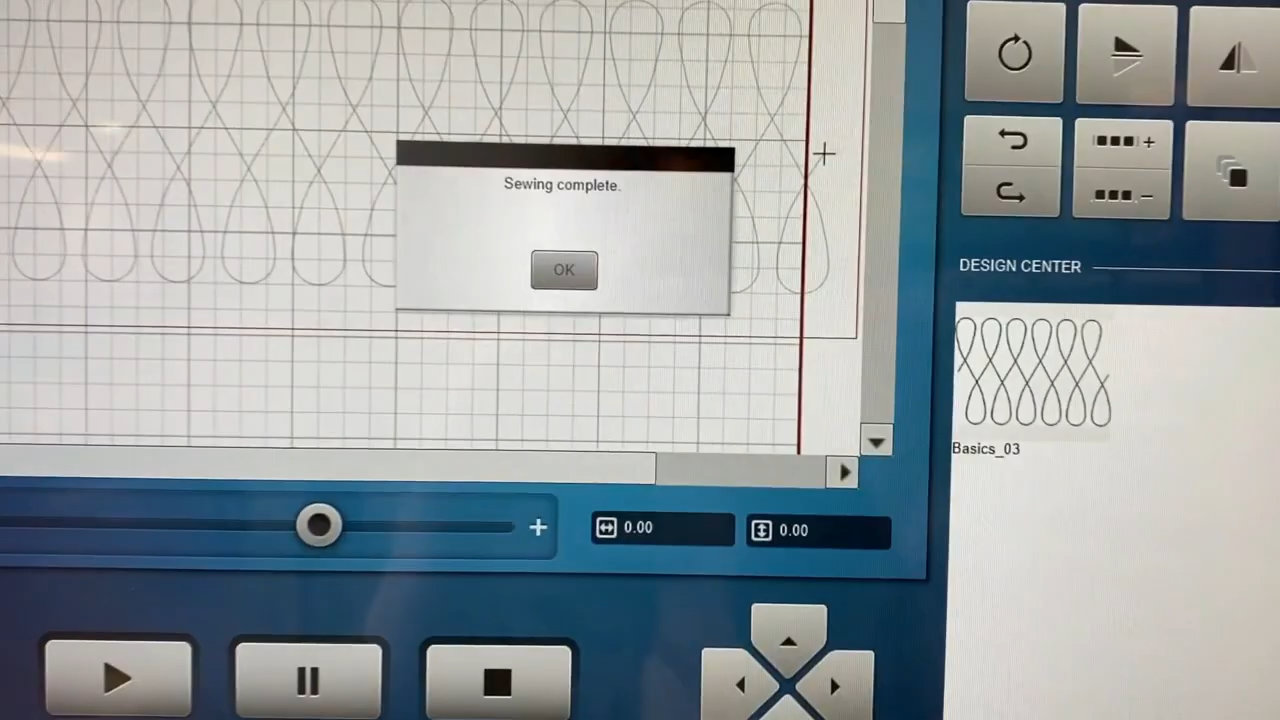 Sewing complete.
OK
DESIGN CENTER
Basics_03
0.00
0.00